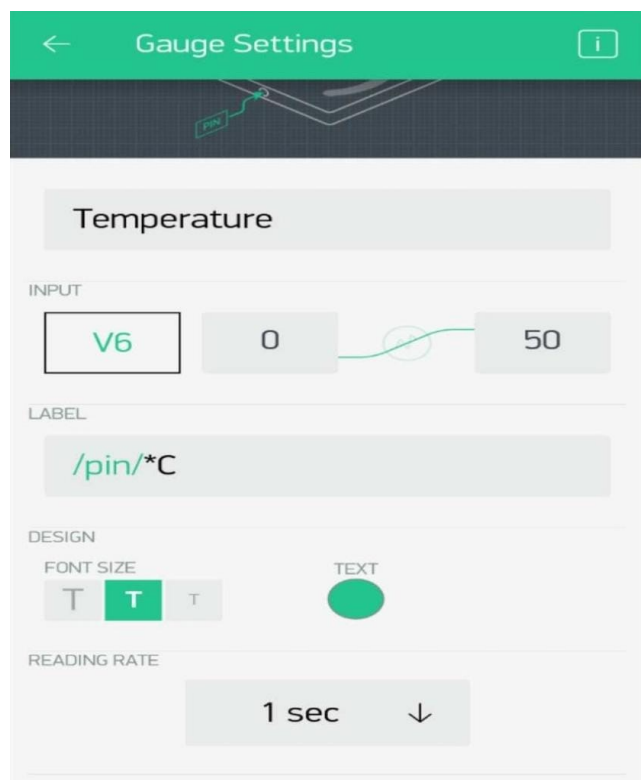 Gauge Settings
i
PIN
Temperature
INPUT
V6 0 50
LABEL
/pin/*C
DESIGN
FONT SIZE TEXT
T T T
READING RATE
1 sec